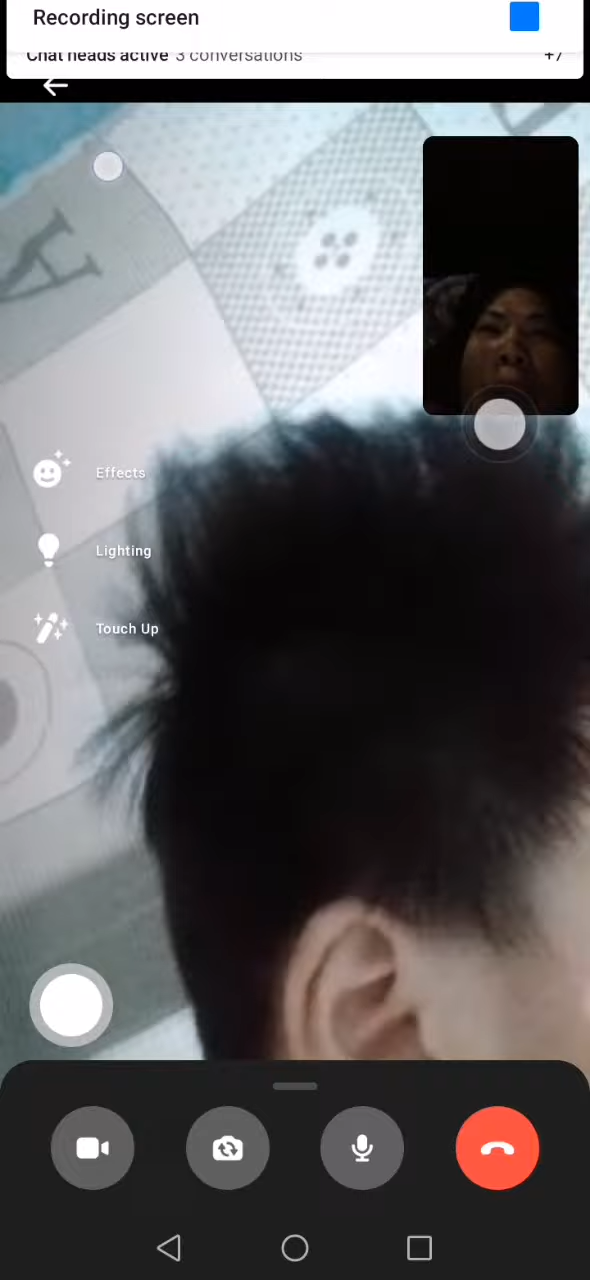 Recording screen
Chat heads active 3 conversations +7
Effects
Lighting
Touch Up